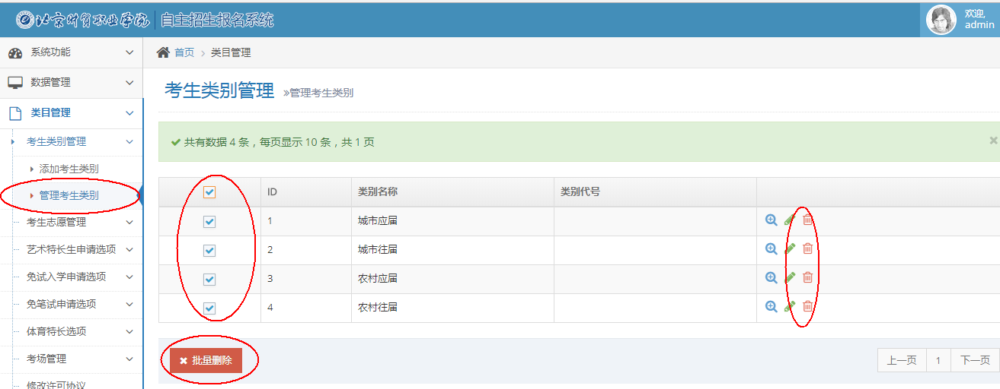 北京财贸职业学院 自主招生报名系统
欢迎,
admin
系统功能
数据管理
类目管理
考生类别管理
添加考生类别
管理考生类别
考生志愿管理
艺术特长生申请选项
免试入学申请选项
免笔试申请选项
体育特长选项
考场管理
修改许可协议
首页 > 类目管理
考生类别管理 »管理考生类别
共有数据 4 条，每页显示 10 条，共 1 页
ID 类别名称 类别代号
1 城市应届
2 城市往届
3 农村应届
4 农村往届
批量删除
上一页 1 下一页